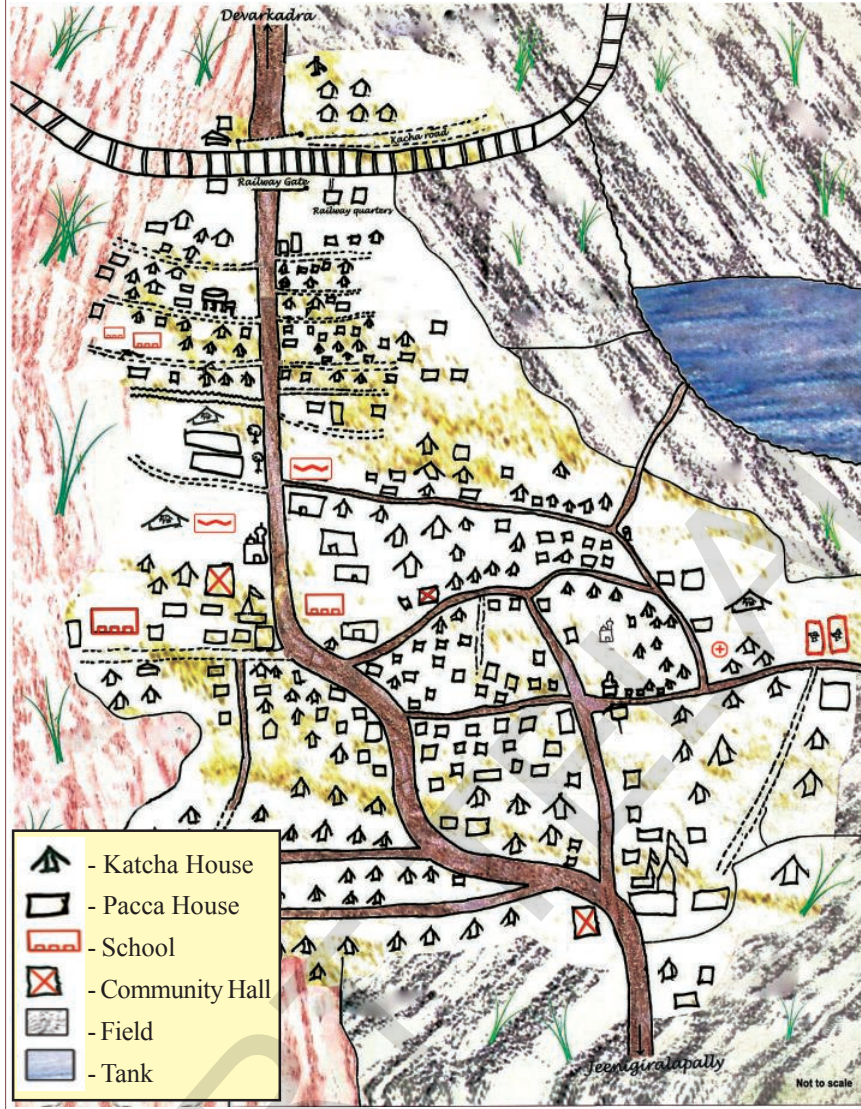 Devarkadra
Kacha road
Railway Gate
Railway quarters
- Katcha House
- Pacca House
- School
- Community Hall
- Field
- Tank
Jeenigiralapally
Not to scale